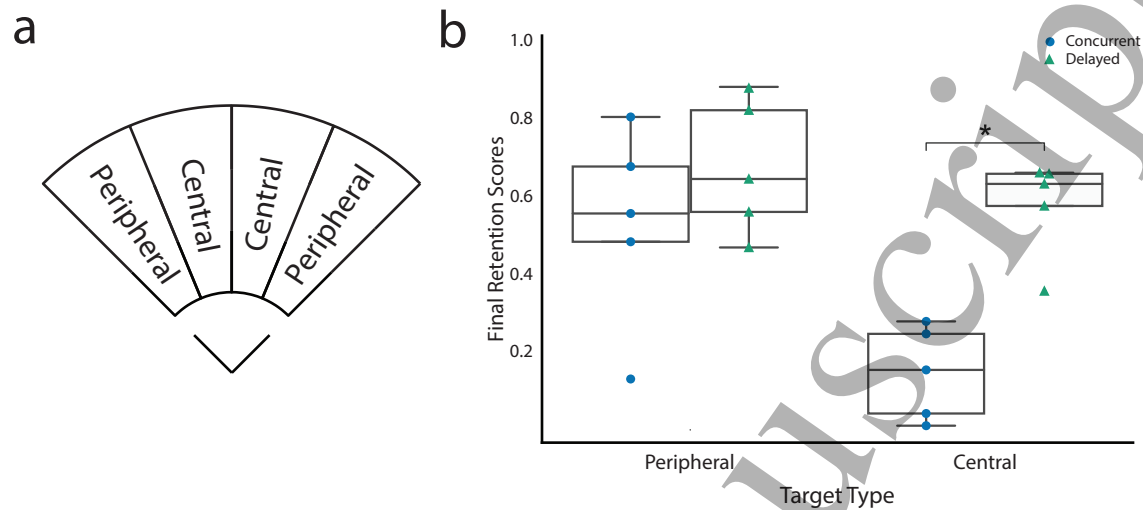 a
Peripheral
Central
Central
Peripheral
b
Concurrent
Delayed
Final Retention Scores
1.0
0.8
0.6
0.4
0.2
*
Peripheral
Central
Target Type
uscrip